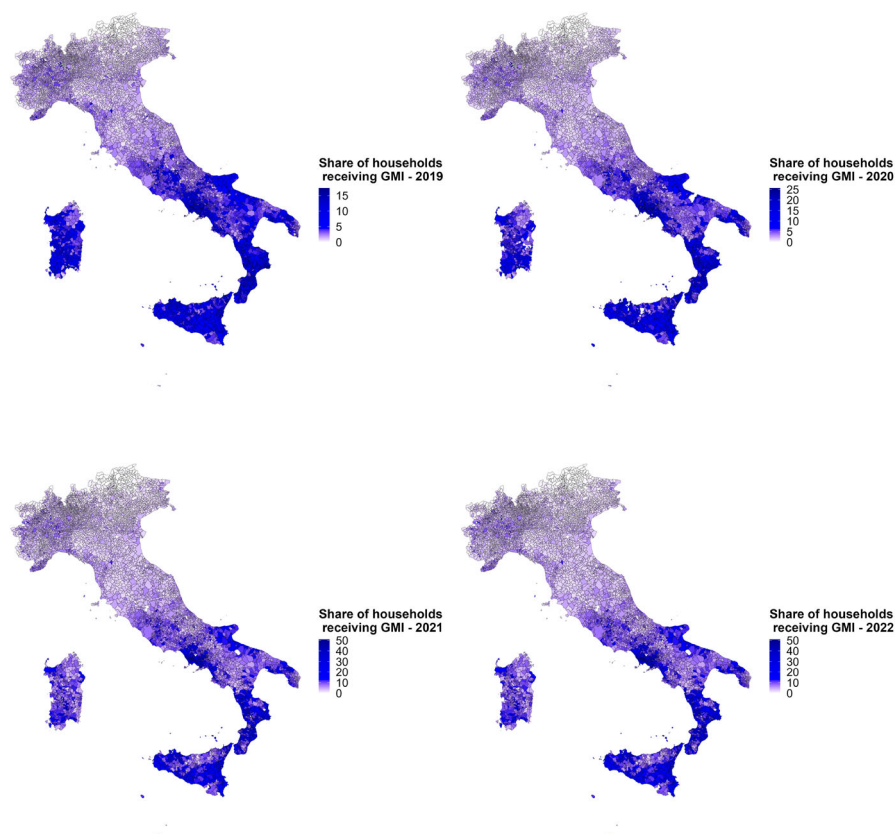 Share of households
receiving GMI - 2019
15
10
5
0
Share of households
receiving GMI - 2020
25
20
15
10
5
0
Share of households
receiving GMI - 2021
50
40
30
20
10
0
Share of households
receiving GMI - 2022
50
40
30
20
10
0